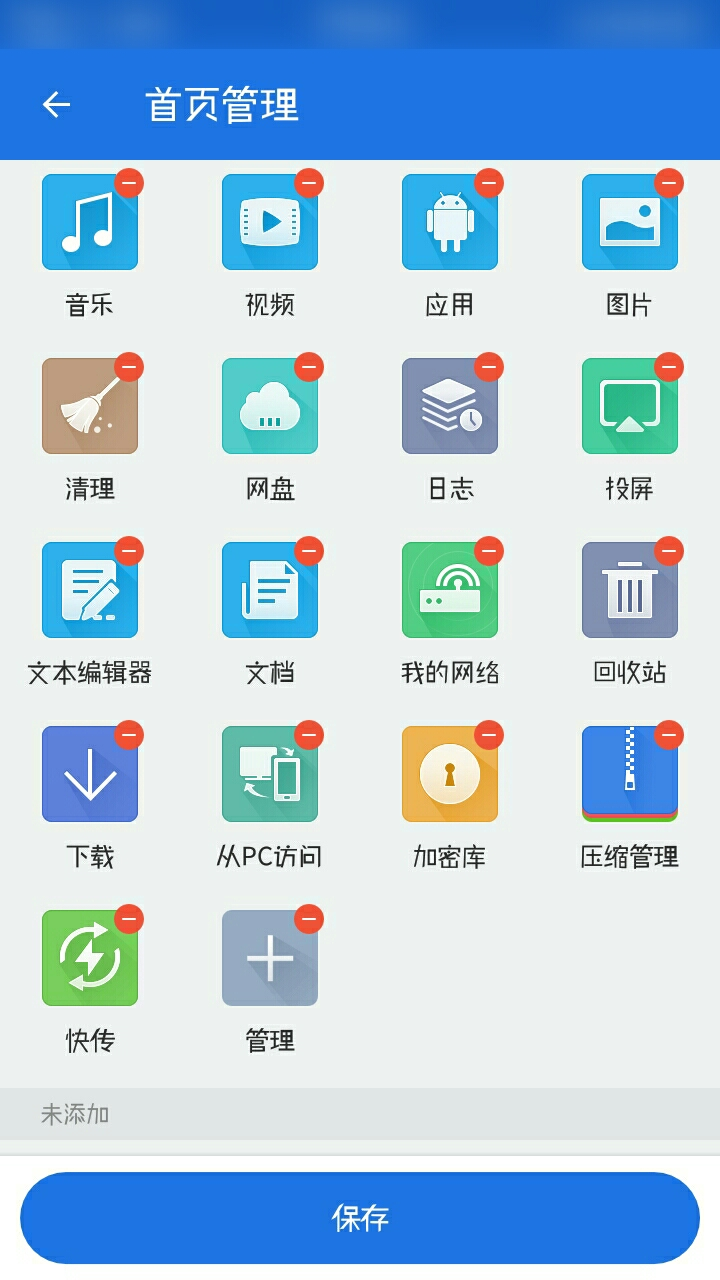 首页管理
音乐
视频
应用
图片
清理
网盘
日志
投屏
文本编辑器
文档
我的网络
回收站
下载
从PC访问
加密库
压缩管理
快传
管理
未添加
保存